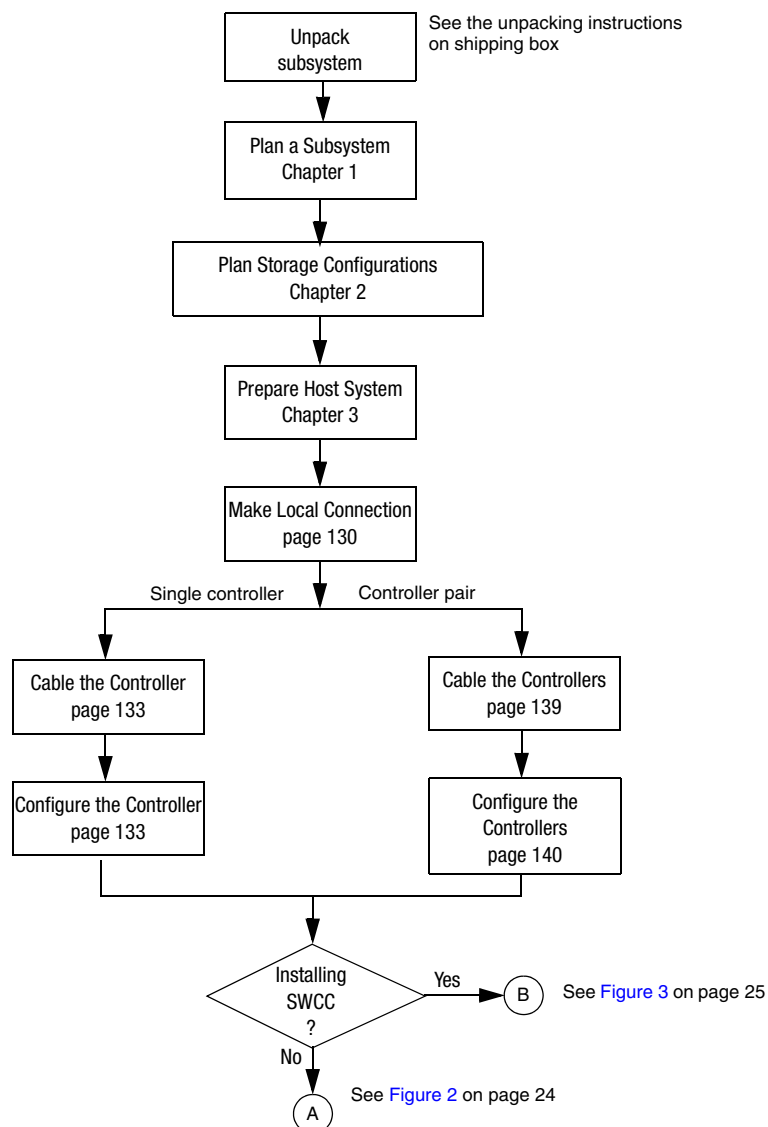 Unpack
subsystem
See the unpacking instructions
on shipping box
Plan a Subsystem
Chapter 1
Plan Storage Configurations
Chapter 2
Prepare Host System
Chapter 3
Make Local Connection
page 130
Single controller
Controller pair
Cable the Controller
page 133
Cable the Controllers
page 139
Configure the Controller
page 133
Configure the
Controllers
page 140
Installing
SWCC
?
Yes
B
See Figure 3 on page 25
No
A
See Figure 2 on page 24